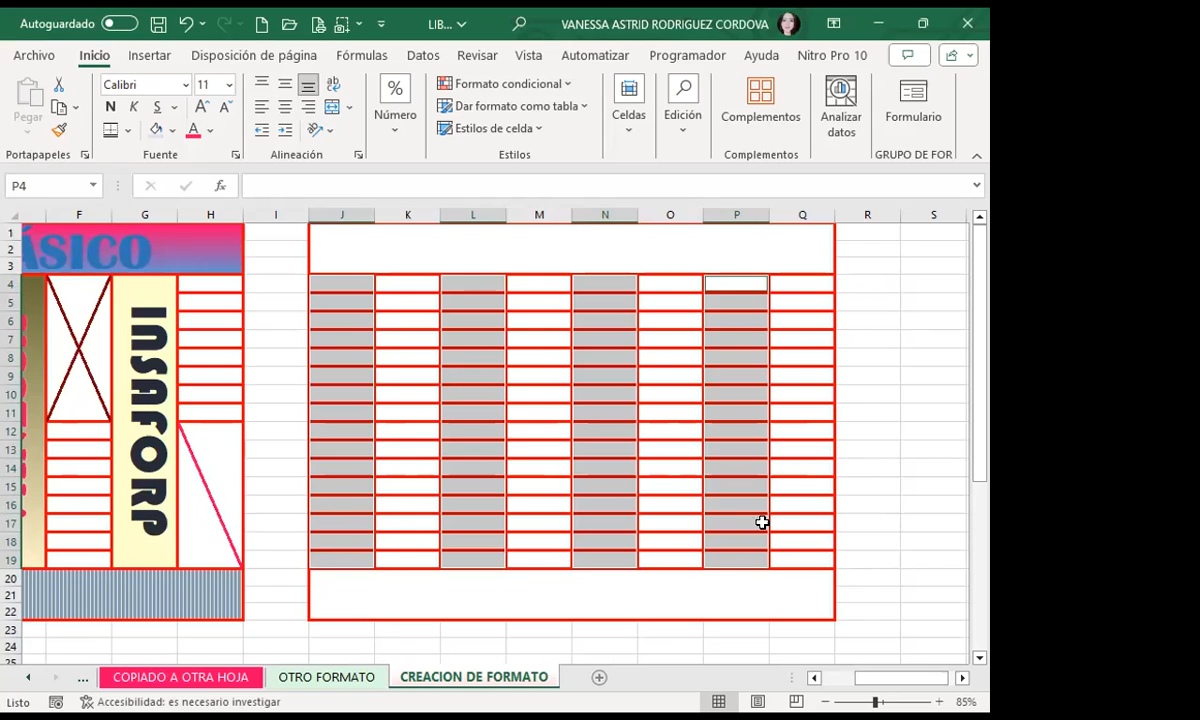 Autoguardado LIB... VANESSA ASTRID RODRIGUEZ CORDOVA
Archivo Inicio Insertar Disposición de página Fórmulas Datos Revisar Vista Automatizar Programador Ayuda Nitro Pro 10
Pegar
Portapapeles
Calibri 11
N K S A A
A
Fuente
ab
Alineación
%
Número
Formato condicional
Dar formato como tabla
Estilos de celda
Estilos
Celdas
Edición
Complementos
Complementos
Analizar
datos
Formulario
GRUPO DE FOR
P4 fx
F G H I J K L M N O P Q R S
1
2
3
4
5
6
7
8
9
10
11
12
13
14
15
16
17
18
19
20
21
22
23
24
25
ÁSICO
INSAFORP
... COPIADO A OTRA HOJA OTRO FORMATO CREACION DE FORMATO
Listo Accesibilidad: es necesario investigar 85%